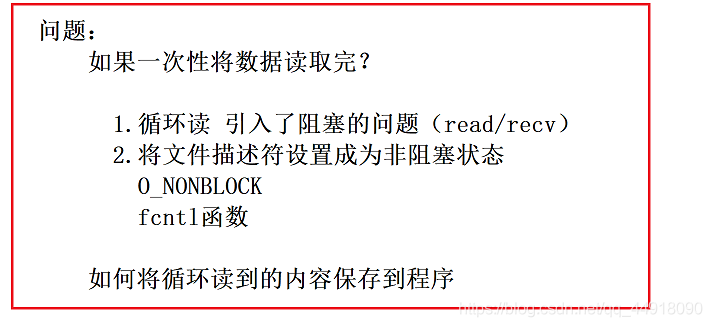 问题:
如果一次性将数据读取完?
1.循环读 引入了阻塞的问题（read/recv）
2.将文件描述符设置成为非阻塞状态
O_NONBLOCK
fcntl函数
如何将循环读到的内容保存到程序
https://blog.csdn.net/qq_44918090